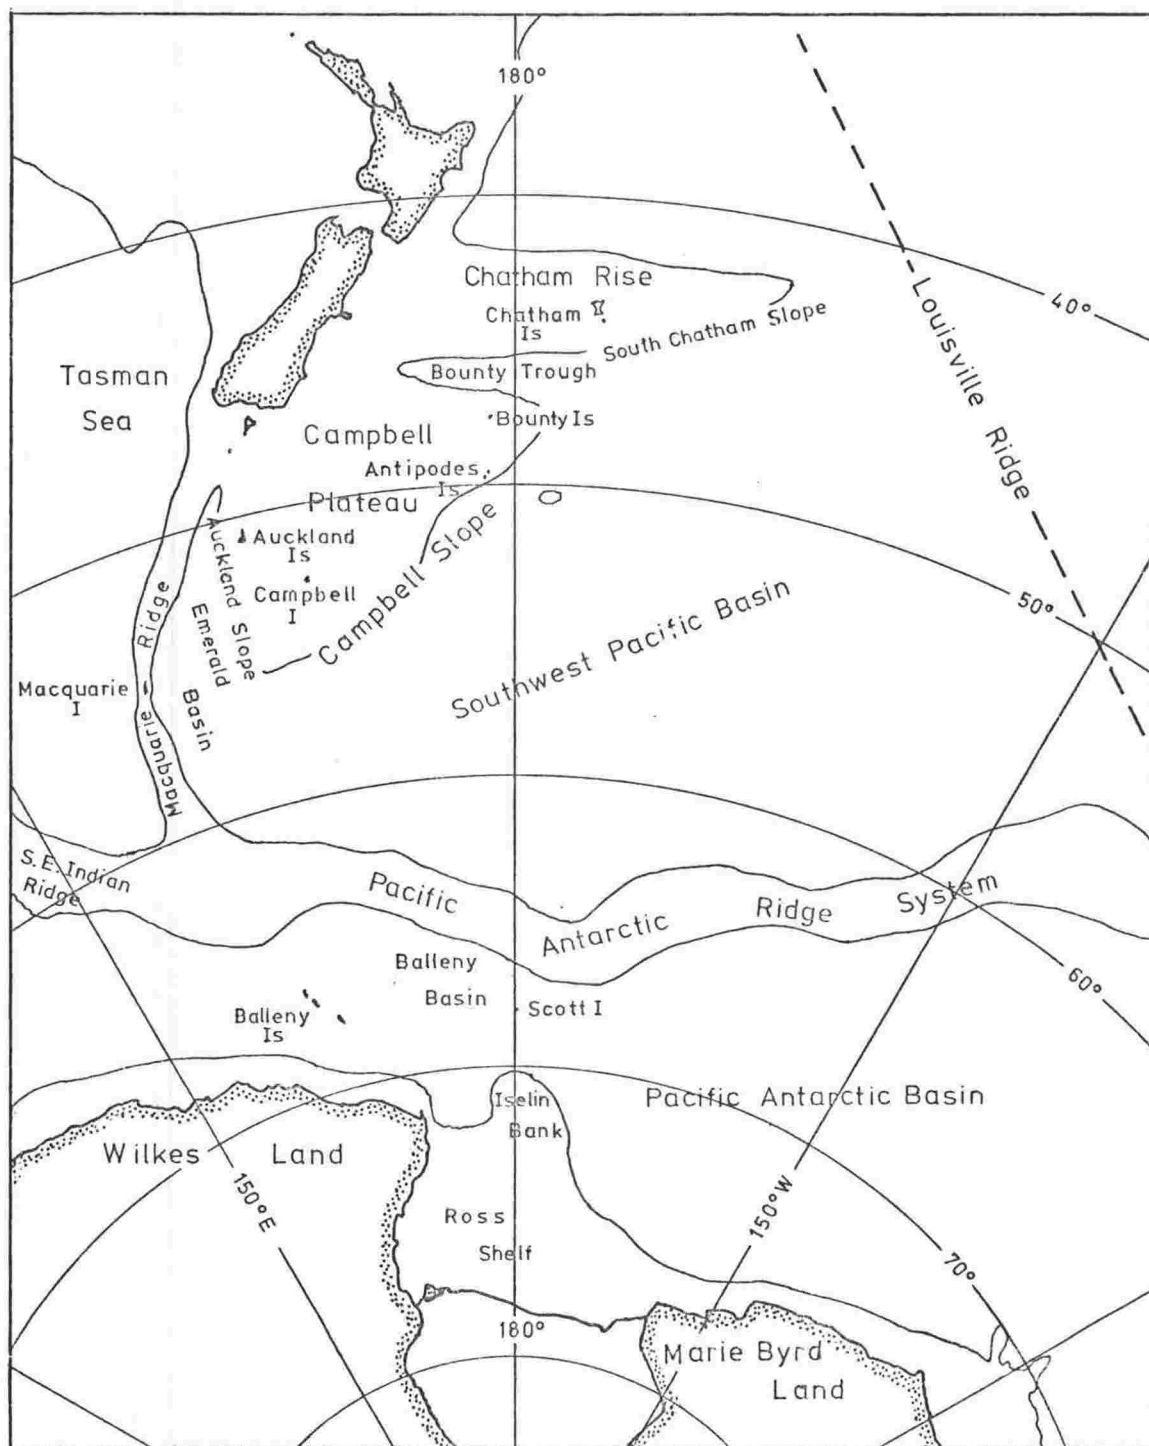 180°
Chatham Rise
Chatham
Is
South Chatham Slope
40°
Louisville Ridge
Tasman
Sea
Bounty Trough
Bounty Is
Campbell
Plateau
Antipodes
Is
Auckland
Is
Campbell
I
Auckland Slope
Campbell Slope
Emerald
Basin
Southwest Pacific Basin
50°
Macquarie
I
Macquarie Ridge
S.E. Indian
Ridge
Pacific Antarctic Ridge System
60°
Balleny
Basin
Scott I
Balleny
Is
Iselin
Bank
Pacific Antarctic Basin
Wilkes Land
150°E
150°W
Ross
Shelf
70°
180°
Marie Byrd
Land